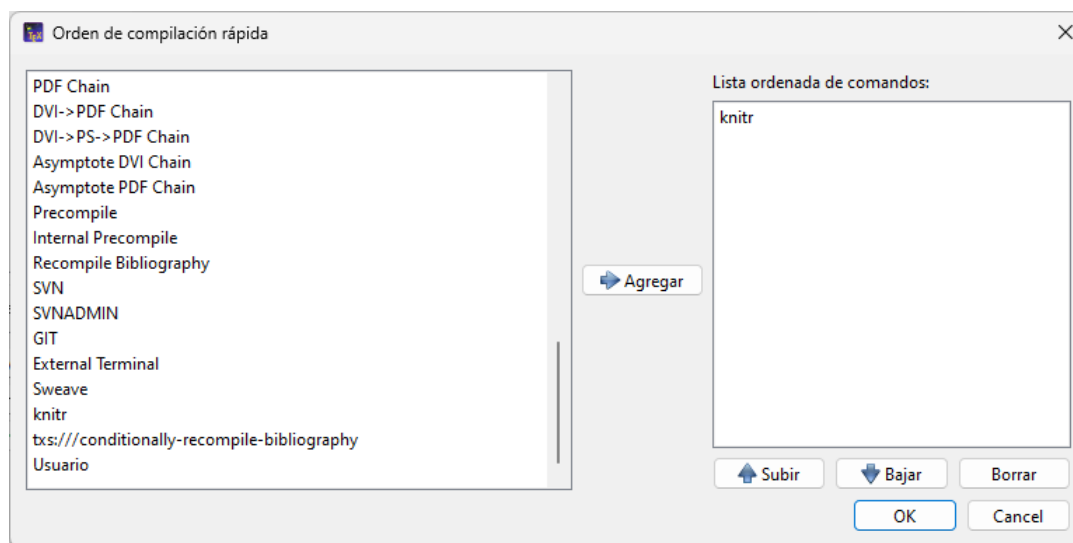 Orden de compilación rápida
PDF Chain
DVI->PDF Chain
DVI->PS->PDF Chain
Asymptote DVI Chain
Asymptote PDF Chain
Precompile
Internal Precompile
Recompile Bibliography
SVN
SVNADMIN
GIT
External Terminal
Sweave
knitr
txs:///conditionally-recompile-bibliography
Usuario
Agregar
Lista ordenada de comandos:
knitr
Subir
Bajar
Borrar
OK
Cancel